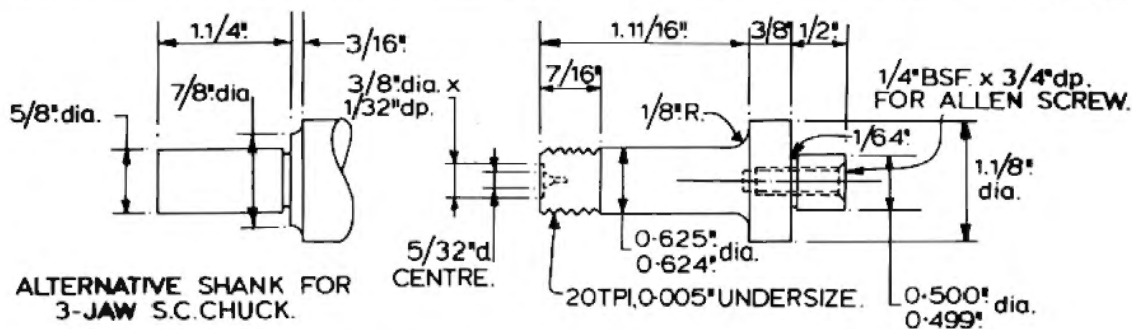 1.1/4".
3/16".
7/8"dia.
5/8".dia.
3/8".dia. x
1/32"dp.
ALTERNATIVE SHANK FOR
3-JAW S.C.CHUCK.
1.11/16".
3/8"
1/2".
7/16"
1/4"BSF. x 3/4"dp.
FOR ALLEN SCREW.
1/8"R.
1/64".
1.1/8".
dia.
5/32"d
CENTRE.
0·625".
0·624".
dia.
20TPI,0·005"UNDERSIZE.
0·500".
0·499".
dia.